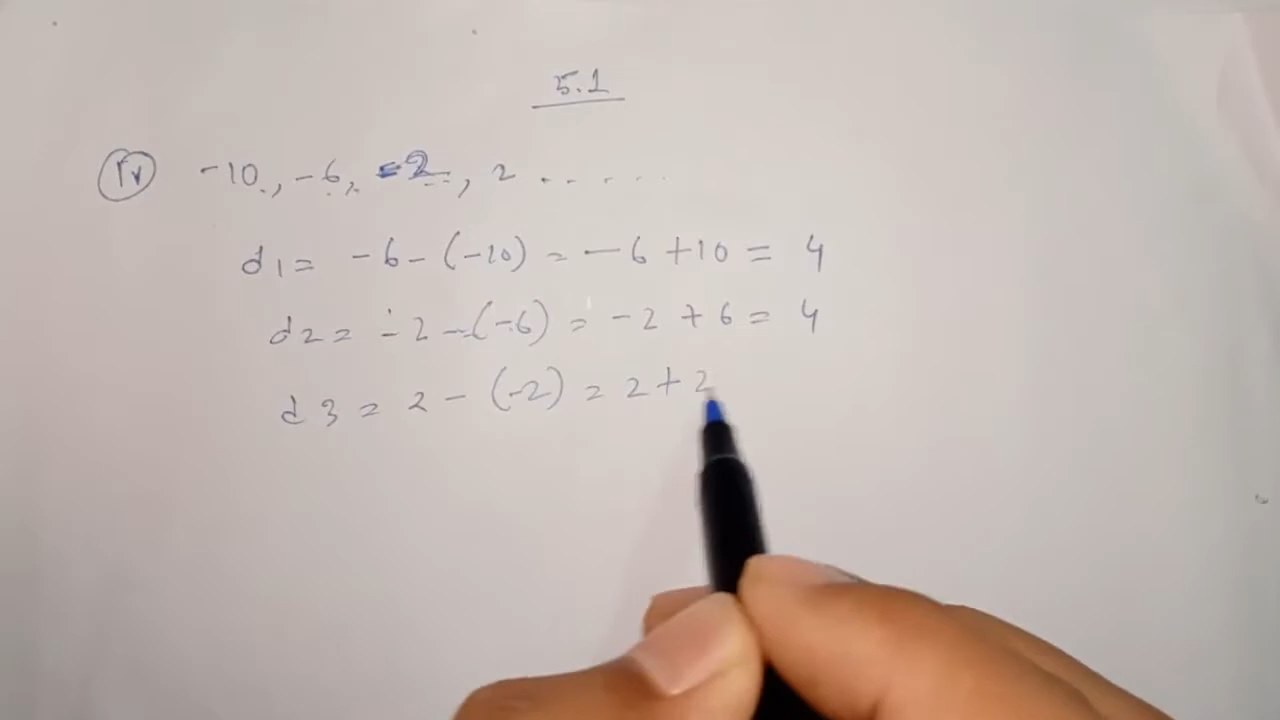 5.1
(iv) -10, -6, -2, 2 . . . . .
d1 = -6 - (-10) = -6 + 10 = 4
d2 = -2 - (-6) = -2 + 6 = 4
d3 = 2 - (-2) = 2 + 2